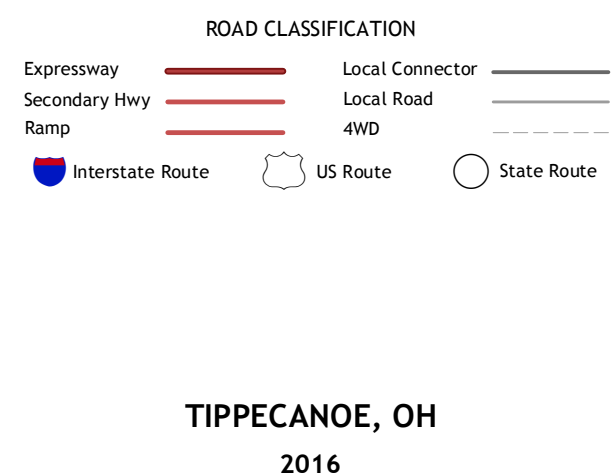 ROAD CLASSIFICATION
Expressway
Local Connector
Secondary Hwy
Local Road
Ramp
4WD
Interstate Route
US Route
State Route
TIPPECANOE, OH
2016